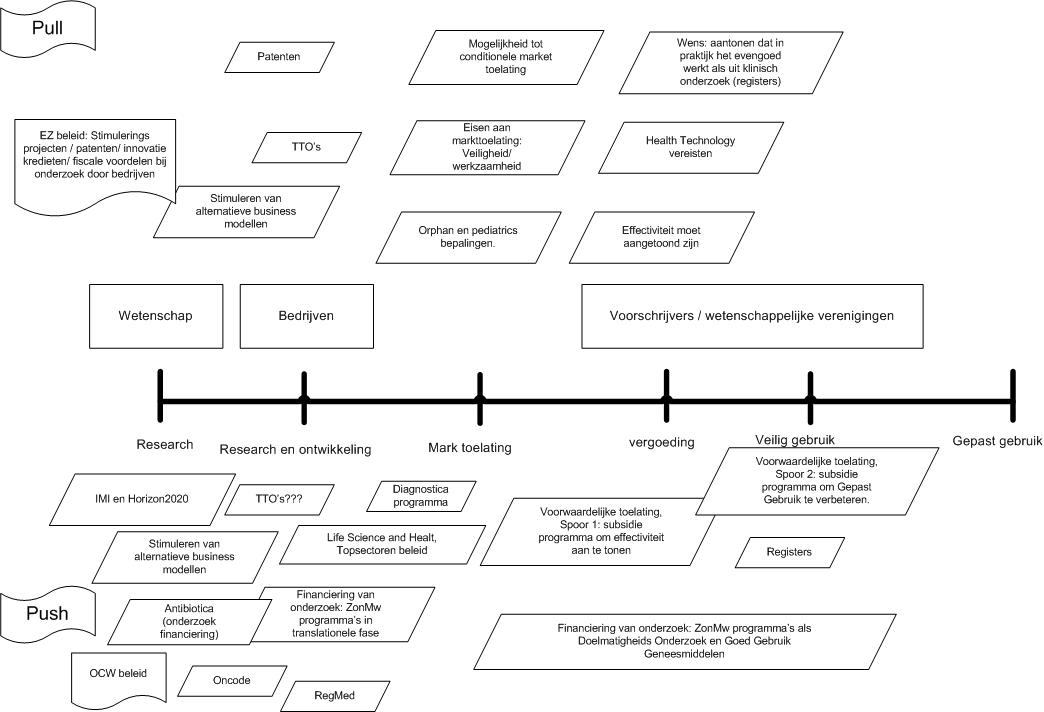 Pull
Patenten
Mogelijkheid tot
conditionele market
toelating
Wens: aantonen dat in
praktijk het evengoed
werkt als uit klinisch
onderzoek (registers)
EZ beleid: Stimulerings
projecten / patenten/ innovatie
kredieten/ fiscale voordelen bij
onderzoek door bedrijven
TTO's
Eisen aan
markttoelating:
Veiligheid/
werkzaamheid
Health Technology
vereisten
Stimuleren van
alternatieve business
modellen
Orphan en pediatrics
bepalingen.
Effectiviteit moet
aangetoond zijn
Wetenschap
Bedrijven
Voorschrijvers / wetenschappelijke verenigingen
Research
Research en ontwikkeling
Mark toelating
vergoeding
Veilig gebruik
Gepast gebruik
IMI en Horizon2020
TTO's???
Diagnostica
programma
Voorwaardelijke toelating,
Spoor 1: subsidie
programma om effectiviteit
aan te tonen
Voorwaardelijke toelating,
Spoor 2: subsidie
programma om Gepast
Gebruik te verbeteren.
Stimuleren van
alternatieve business
modellen
Life Science and Healt,
Topsectoren beleid
Registers
Push
Antibiotica
(onderzoek
financiering)
Financiering van
onderzoek: ZonMw
programma's in
translationele fase
Financiering van onderzoek: ZonMw programma's als
Doelmatigheids Onderzoek en Goed Gebruik
Geneesmiddelen
OCW beleid
Oncode
RegMed